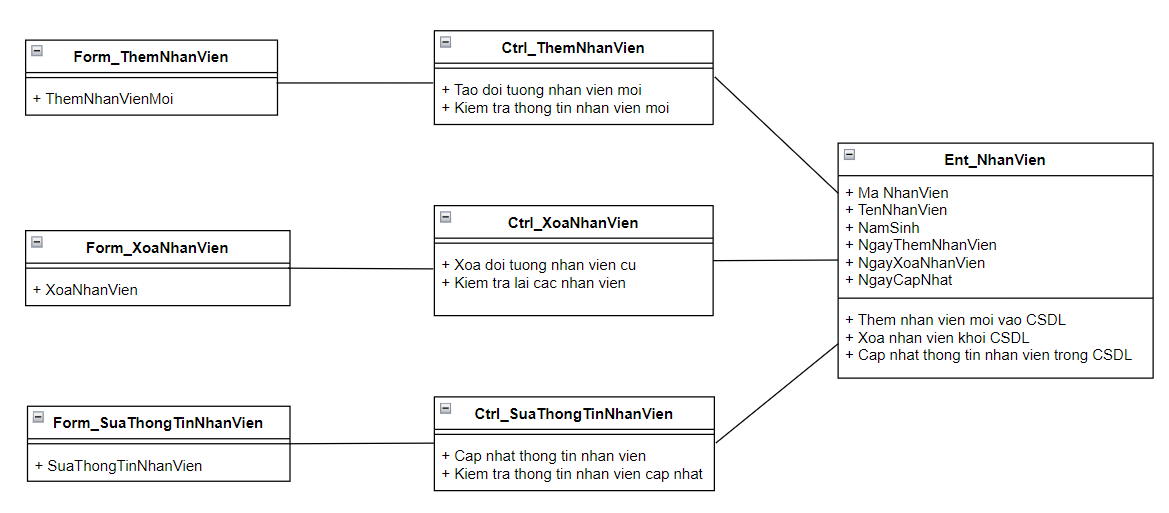 Form_ThemNhanVien
+ ThemNhanVienMoi
Ctrl_ThemNhanVien
+ Tao doi tuong nhan vien moi
+ Kiem tra thong tin nhan vien moi
Form_XoaNhanVien
+ XoaNhanVien
Ctrl_XoaNhanVien
+ Xoa doi tuong nhan vien cu
+ Kiem tra lai cac nhan vien
Form_SuaThongTinNhanVien
+ SuaThongTinNhanVien
Ctrl_SuaThongTinNhanVien
+ Cap nhat thong tin nhan vien
+ Kiem tra thong tin nhan vien cap nhat
Ent_NhanVien
+ Ma NhanVien
+ TenNhanVien
+ NamSinh
+ NgayThemNhanVien
+ NgayXoaNhanVien
+ NgayCapNhat
+ Them nhan vien moi vao CSDL
+ Xoa nhan vien khoi CSDL
+ Cap nhat thong tin nhan vien trong CSDL